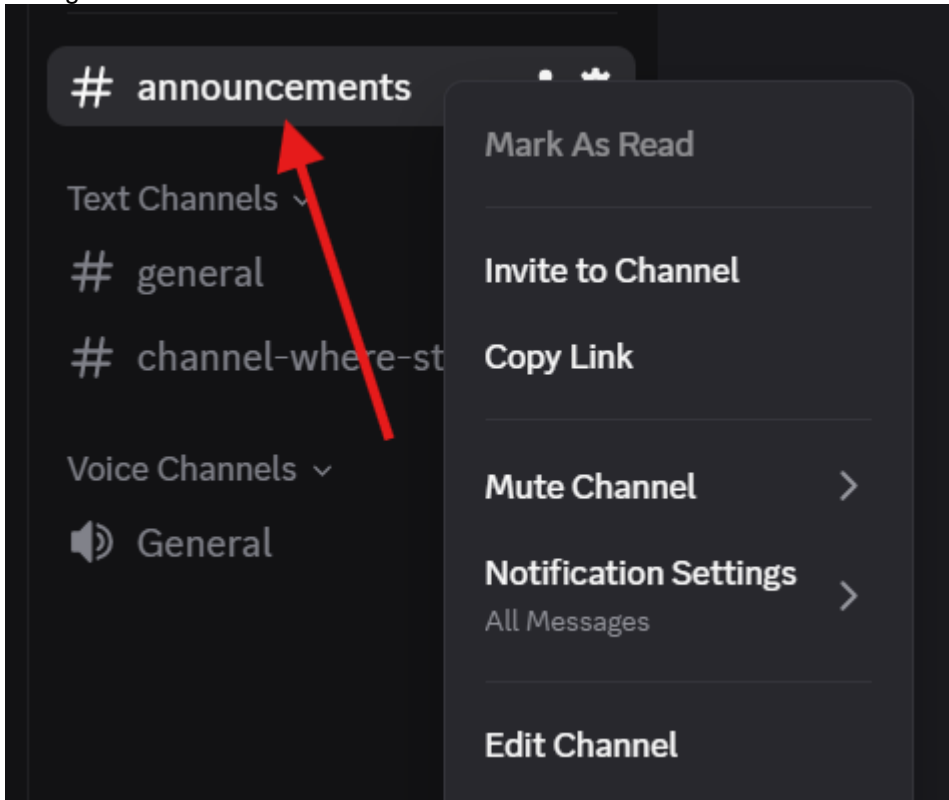 # announcements
Mark As Read
Text Channels
# general
Invite to Channel
# channel-where-st
Copy Link
Voice Channels
Mute Channel
General
Notification Settings
All Messages
Edit Channel